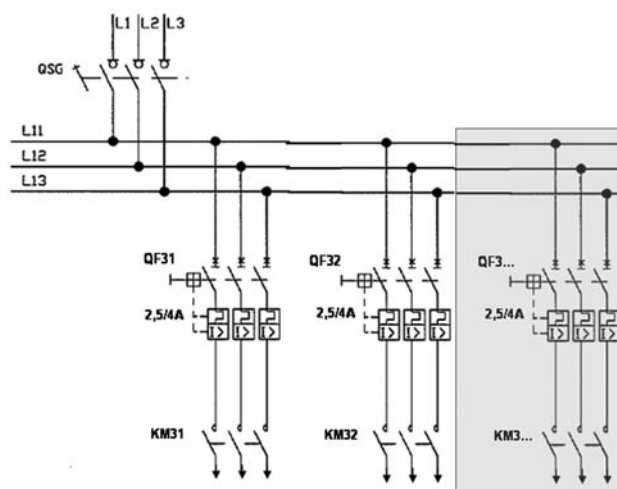 L1 L2 L3
QSG
L11
L12
L13
QF31 QF32 QF3...
2,5/4A 2,5/4A 2,5/4A
I> I> I> I> I> I> I> I> I>
KM31 KM32 KM3...